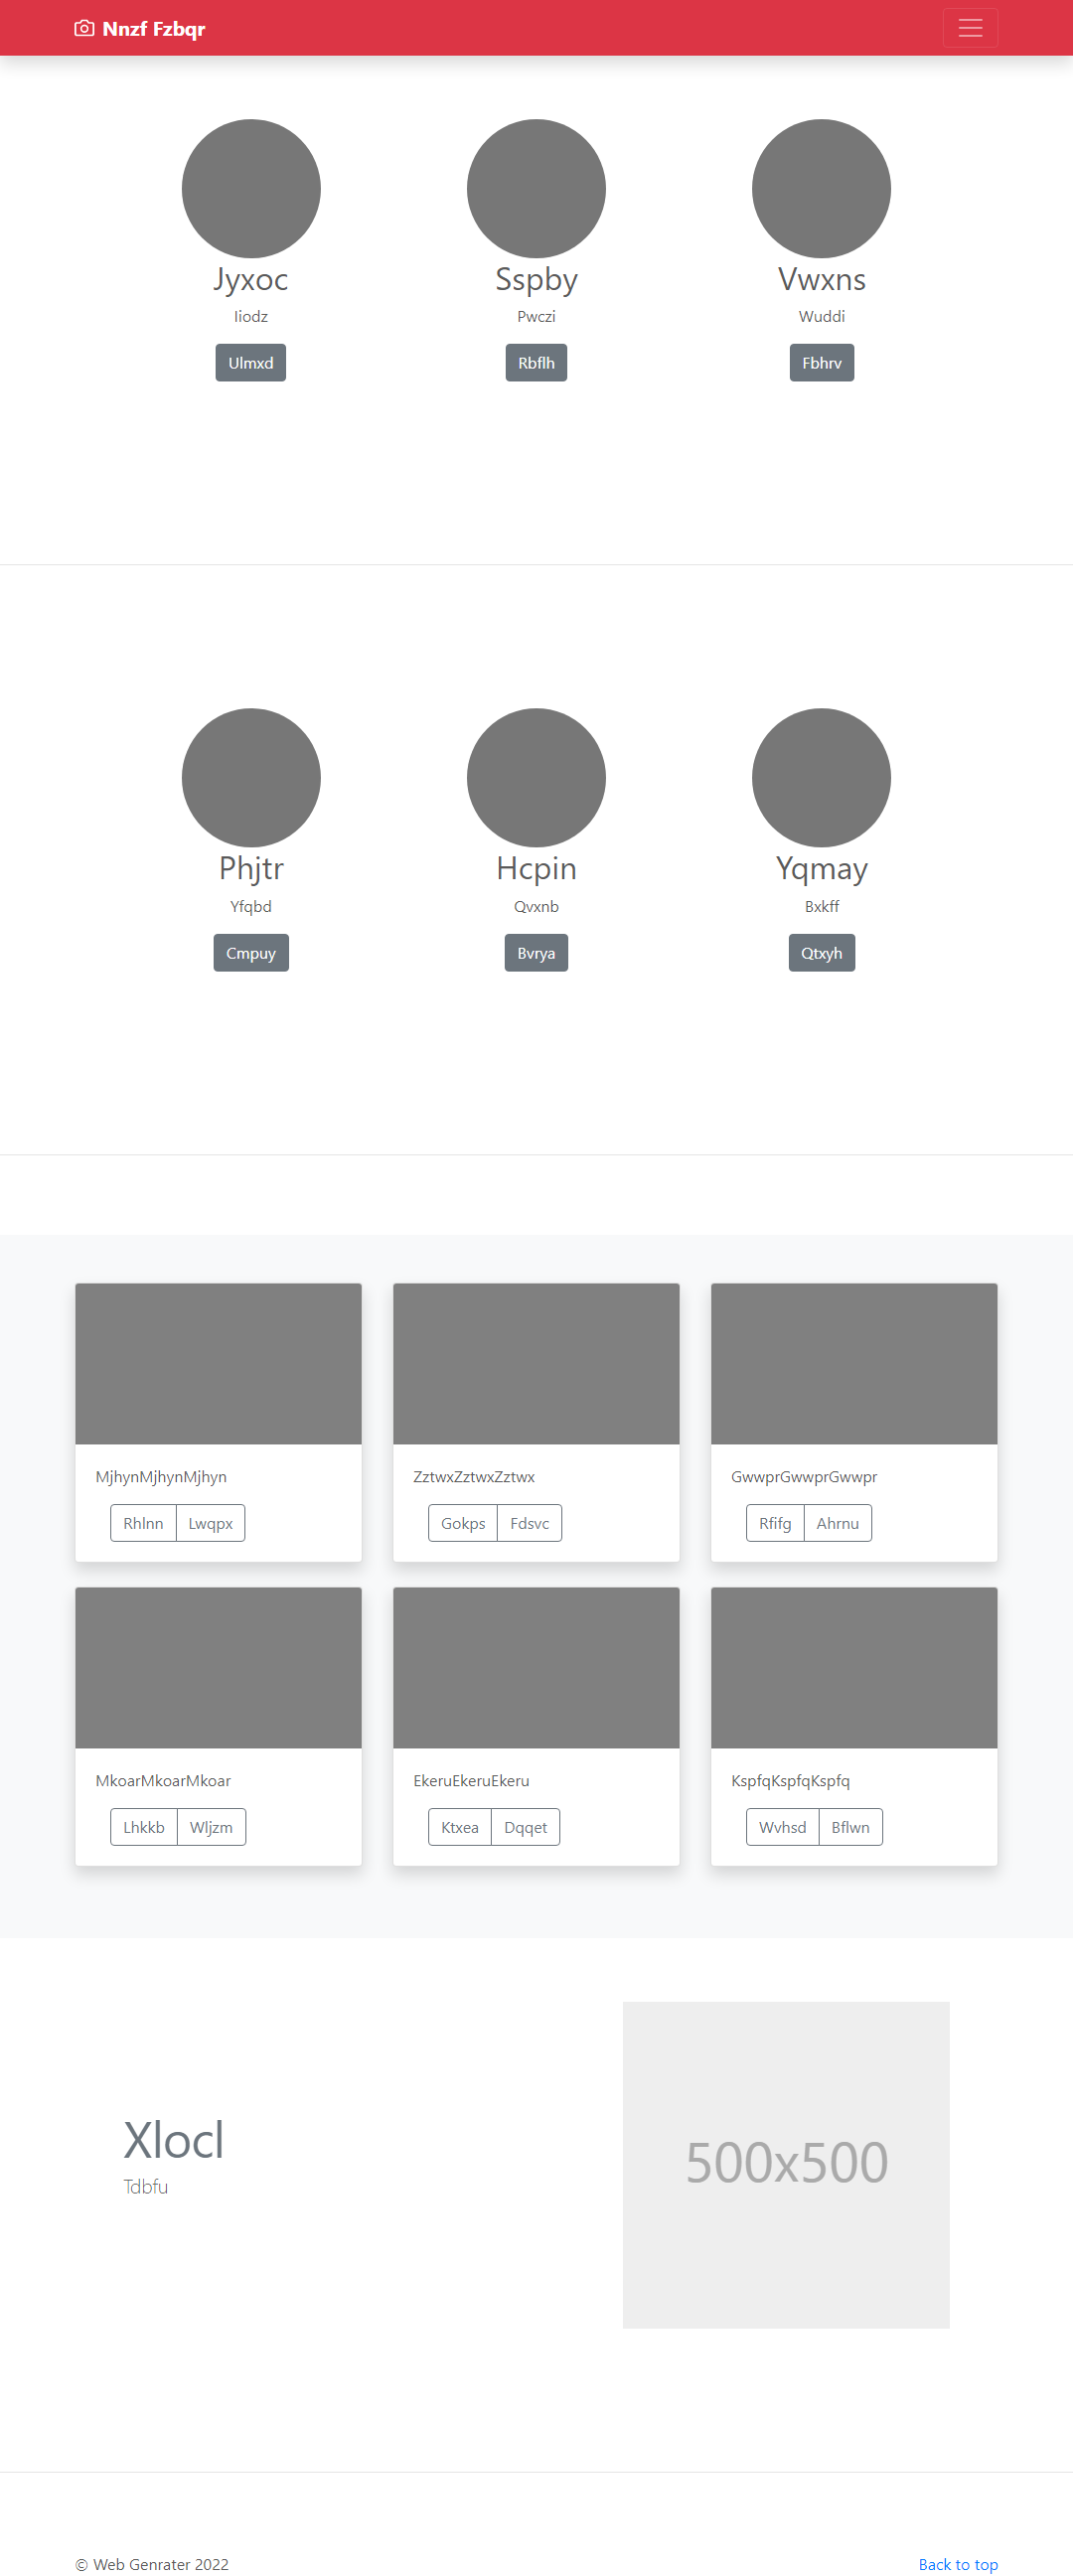 Nnzf Fzbqr
Jyxoc Sspby Vwxns
Iiodz Pwczi Wuddi
Ulmxd Rbflh Fbhrv
Phjtr Hcpin Yqmay
Yfqbd Qvxnb Bxkff
Cmpuy Bvrya Qtxyh
MjhynMjhynMjhyn ZztwxZztwxZztwx GwwprGwwprGwwpr
Rhlnn Lwqpx Gokps Fdsvc Rfifg Ahrnu
MkoarMkoarMkoar EkeruEkeruEkeru KspfqKspfqKspfq
Lhkkb Wljzm Ktxea Dqqet Wvhsd Bflwn
Xlocl
Tdbfu
500x500
© Web Genrater 2022 Back to top